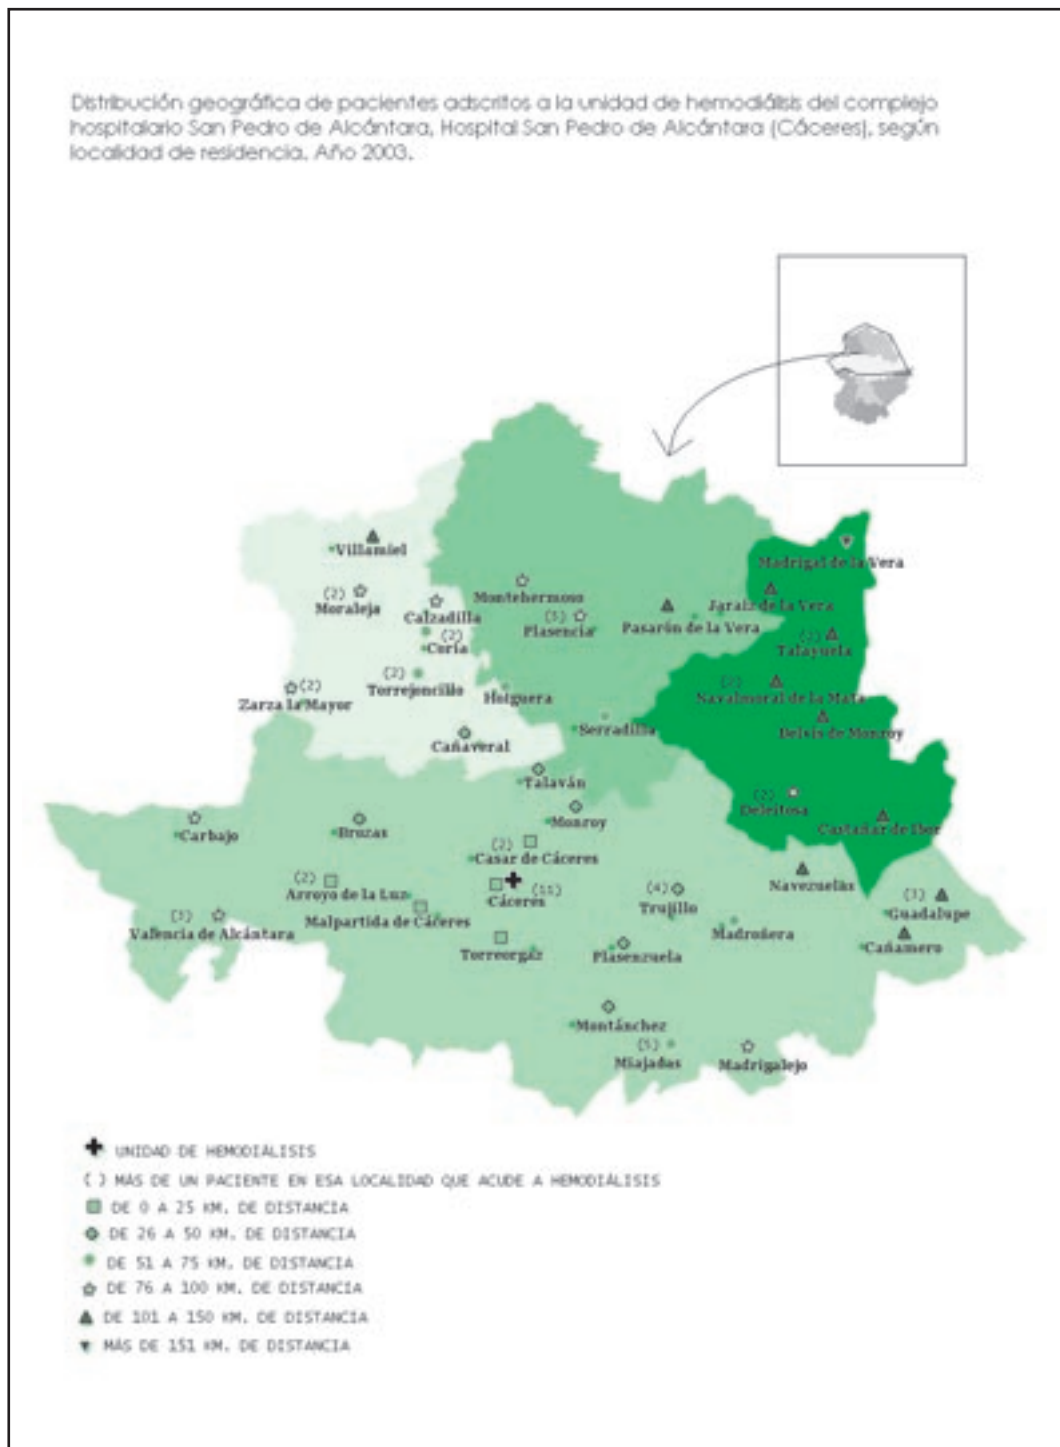 Distribución geográfica de pacientes adscritos a la unidad de hemodiálisis del complejo
hospitalario San Pedro de Alcántara, Hospital San Pedro de Alcántara (Cáceres), según
localidad de residencia. Año 2003.
Villamiel
Madrigal de la Vera
(2)
Moraleja
Calzadilla
Montehermoso
Jaraíz de la Vera
(5)
Plasencia
Pasarón de la Vera
(2)
Coria
Talayuela
(2)
Torrejoncillo
Holguera
Navalmoral de la Mata
(2)
Zarza la Mayor
Serradilla
Belvís de Monroy
Cañaveral
Talaván
(2)
Deleitosa
Carbajo
Brozas
Monroy
Castañar de Ibor
(2)
Casar de Cáceres
(2)
Arroyo de la Luz
Cáceres
(11)
(4)
Trujillo
Navezuelas
Guadalupe
Malpartida de Cáceres
Valencia de Alcántara
Madroñera
Cañamero
Torreorgáz
Plasenzuela
Montánchez
(5)
Miajadas
Madrigalejo
UNIDAD DE HEMODIÁLISIS
( ) MÁS DE UN PACIENTE EN ESA LOCALIDAD QUE ACUDE A HEMODIÁLISIS
DE 0 A 25 KM. DE DISTANCIA
DE 26 A 50 KM. DE DISTANCIA
DE 51 A 75 KM. DE DISTANCIA
DE 76 A 100 KM. DE DISTANCIA
DE 101 A 150 KM. DE DISTANCIA
MÁS DE 151 KM. DE DISTANCIA